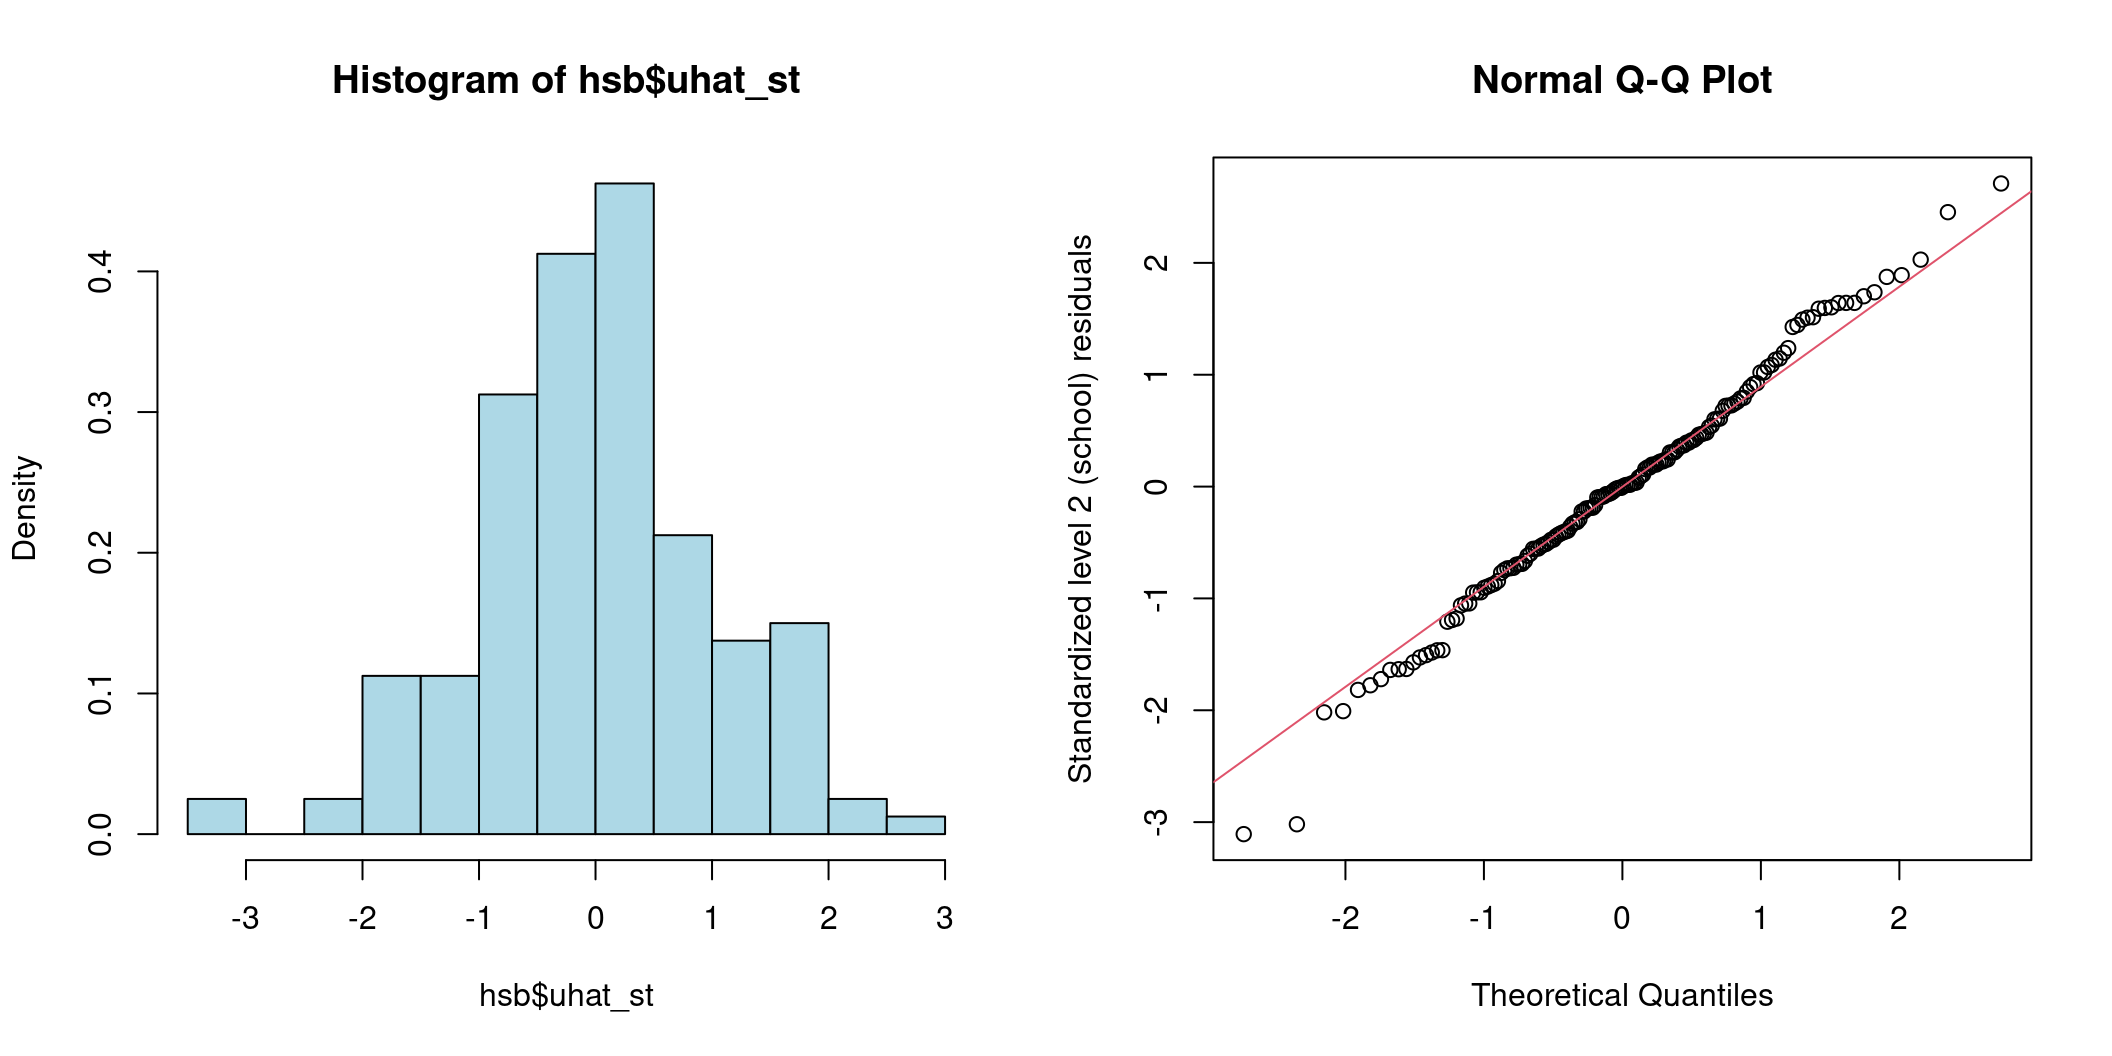 Histogram of hsb$uhat_st
Density
0.0 0.1 0.2 0.3 0.4
-3 -2 -1 0 1 2 3
hsb$uhat_st
Normal Q-Q Plot
Standardized level 2 (school) residuals
-3 -2 -1 0 1 2
-2 -1 0 1 2
Theoretical Quantiles